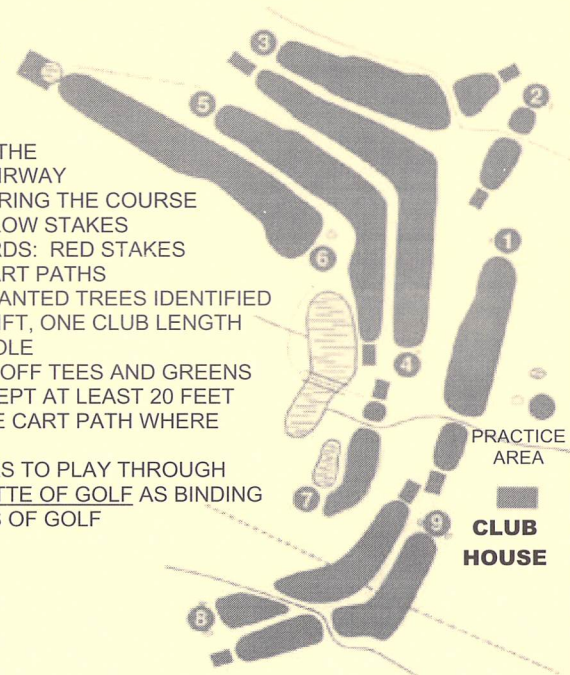 3
2
5
THE
IRWAY
RING THE COURSE
LOW STAKES
RDS: RED STAKES
1
ART PATHS
6
ANTED TREES IDENTIFIED
IFT, ONE CLUB LENGTH
OLE
4
OFF TEES AND GREENS
EPT AT LEAST 20 FEET
E CART PATH WHERE
PRACTICE
AREA
S TO PLAY THROUGH
TTE OF GOLF AS BINDING
7
S OF GOLF
9
CLUB
HOUSE
8